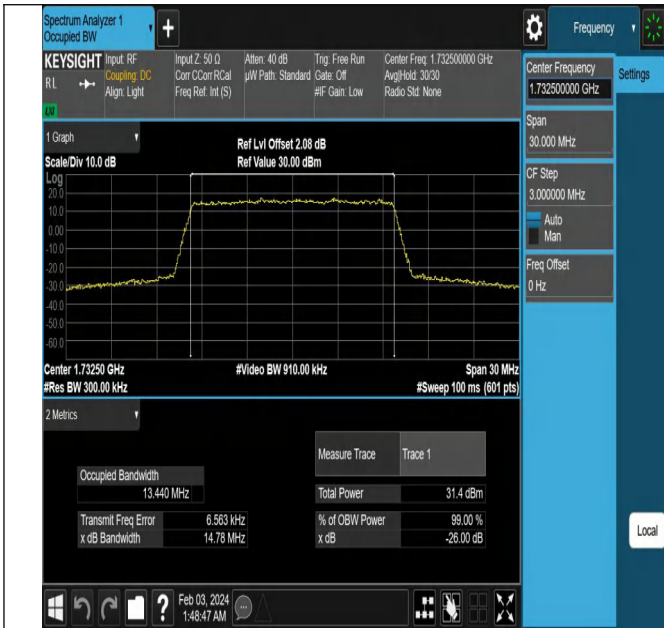 Spectrum Analyzer 1
Occupied BW
Frequency
KEYSIGHT
RL
LXI
Input: RF
Coupling: DC
Align: Light
Input Z: 50 Ω
Corr CCorr RCal
Freq Ref: Int (S)
Atten: 40 dB
µW Path: Standard
Trig: Free Run
Gate: Off
#IF Gain: Low
Center Freq: 1.732500000 GHz
Avg|Hold: 30/30
Radio Std: None
Center Frequency
1.732500000 GHz
Settings
Span
30.000 MHz
CF Step
3.000000 MHz
Auto
Man
Freq Offset
0 Hz
1 Graph
Scale/Div 10.0 dB
Ref Lvl Offset 2.08 dB
Ref Value 30.00 dBm
Log
20.0
10.0
0.00
-10.0
-20.0
-30.0
-40.0
-50.0
-60.0
Center 1.73250 GHz
#Video BW 910.00 kHz
Span 30 MHz
#Res BW 300.00 kHz
#Sweep 100 ms (601 pts)
2 Metrics
Measure Trace
Trace 1
Occupied Bandwidth
13.440 MHz
Total Power
31.4 dBm
Transmit Freq Error
6.563 kHz
% of OBW Power
99.00 %
x dB Bandwidth
14.78 MHz
x dB
-26.00 dB
Local
Feb 03, 2024
1:48:47 AM